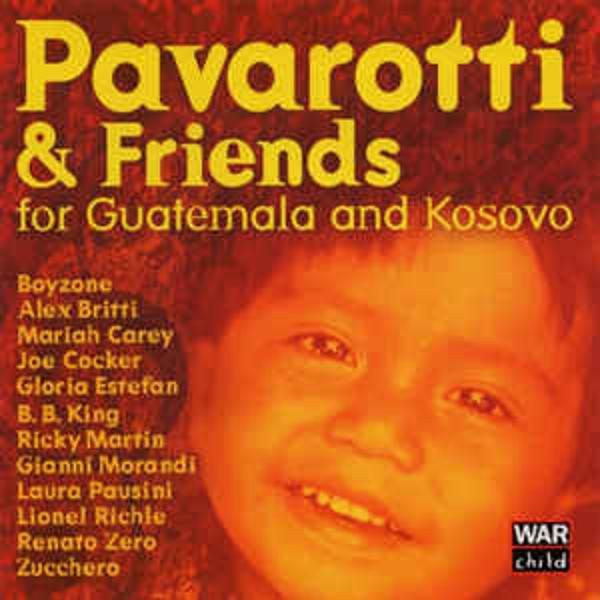 Pavarotti
& Friends
for Guatemala and Kosovo
Boyzone
Alex Britti
Mariah Carey
Joe Cocker
Gloria Estefan
B. B. King
Ricky Martin
Gianni Morandi
Laura Pausini
Lionel Richie
Renato Zero
Zucchero
WAR
child